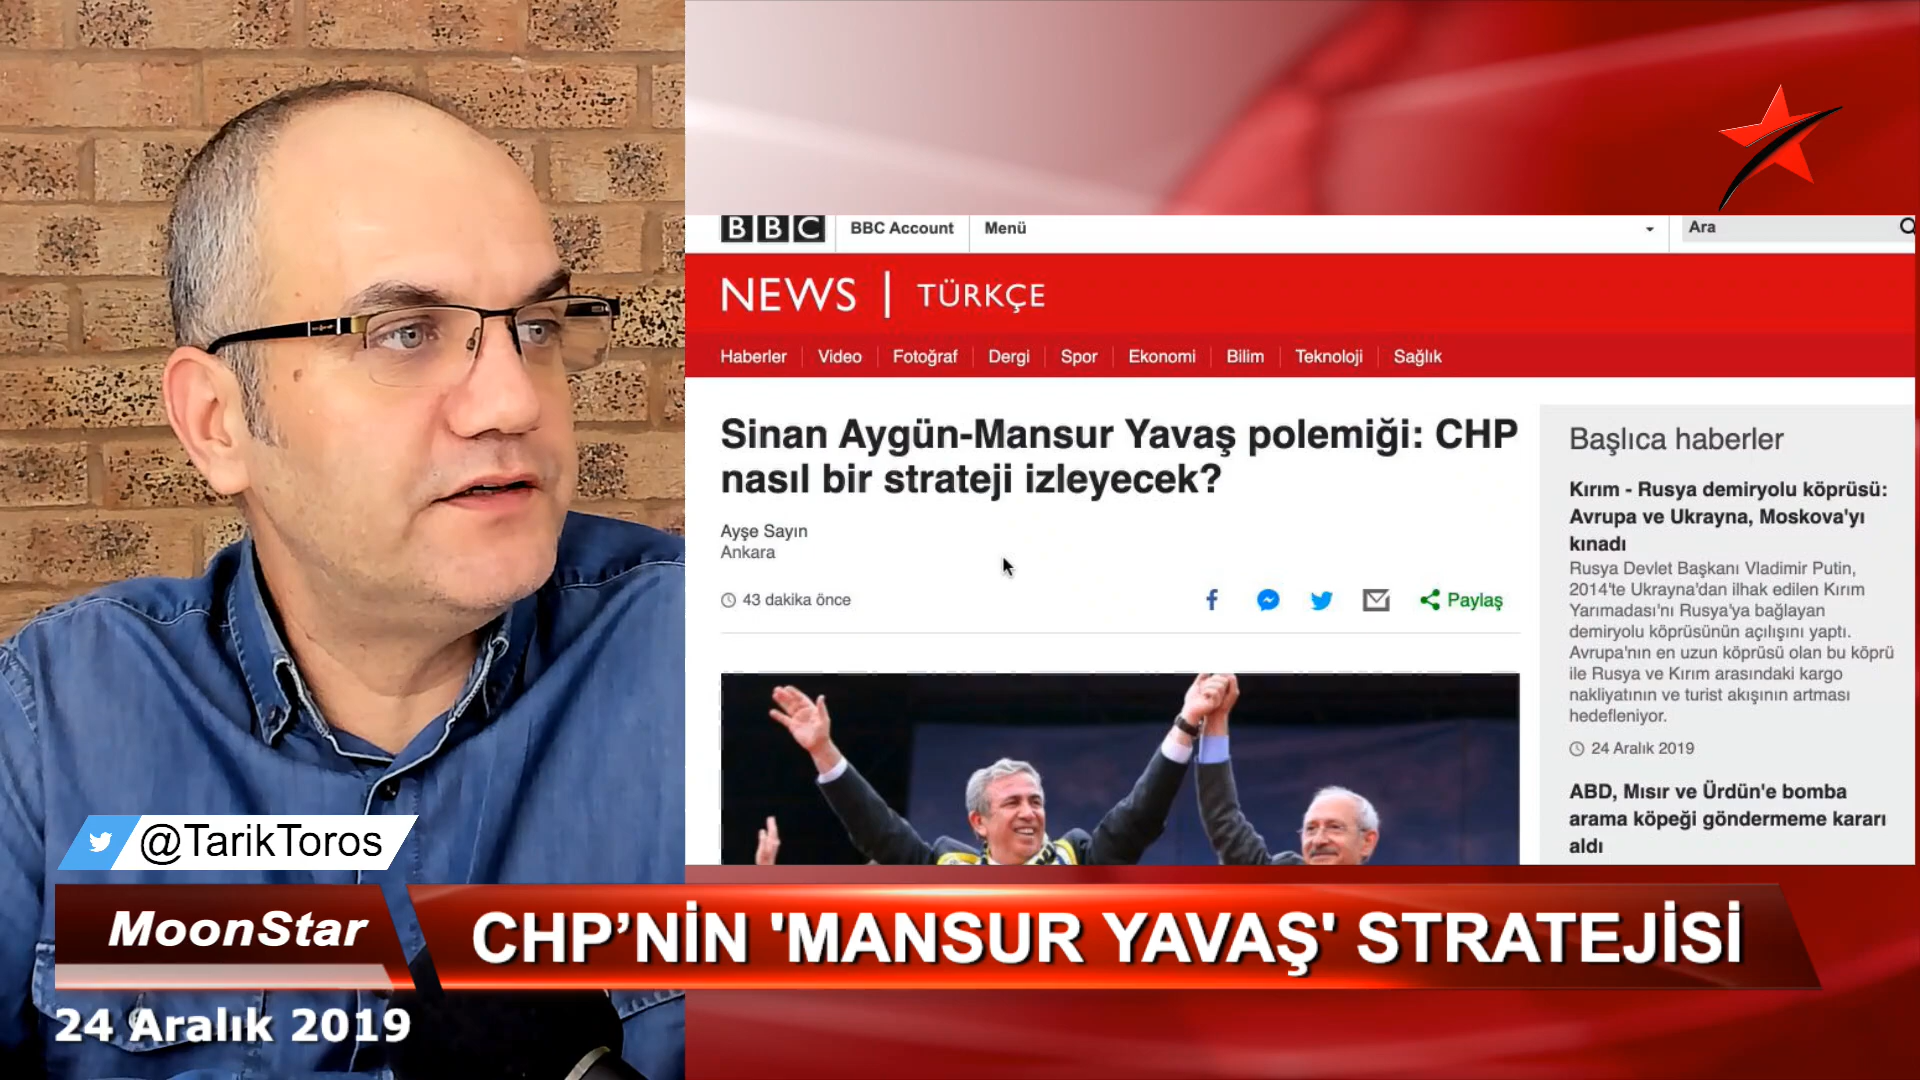 BBC
BBC Account
Menü
Ara
NEWS | TÜRKÇE
Haberler
Video
Fotoğraf
Dergi
Spor
Ekonomi
Bilim
Teknoloji
Sağlık
Sinan Aygün-Mansur Yavaş polemiği: CHP
nasıl bir strateji izleyecek?
Ayşe Sayın
Ankara
43 dakika önce
Paylaş
Başlıca haberler
Kırım - Rusya demiryolu köprüsü:
Avrupa ve Ukrayna, Moskova'yı
kınadı
Rusya Devlet Başkanı Vladimir Putin,
2014'te Ukrayna'dan ilhak edilen Kırım
Yarımadası'nı Rusya'ya bağlayan
demiryolu köprüsünün açılışını yaptı.
Avrupa'nın en uzun köprüsü olan bu köprü
ile Rusya ve Kırım arasındaki kargo
nakliyatının ve turist akışının artması
hedefleniyor.
24 Aralık 2019
ABD, Mısır ve Ürdün'e bomba
arama köpeği göndermeme kararı
aldı
@TarikToros
MoonStar
CHP’NİN 'MANSUR YAVAŞ' STRATEJİSİ
24 Aralık 2019